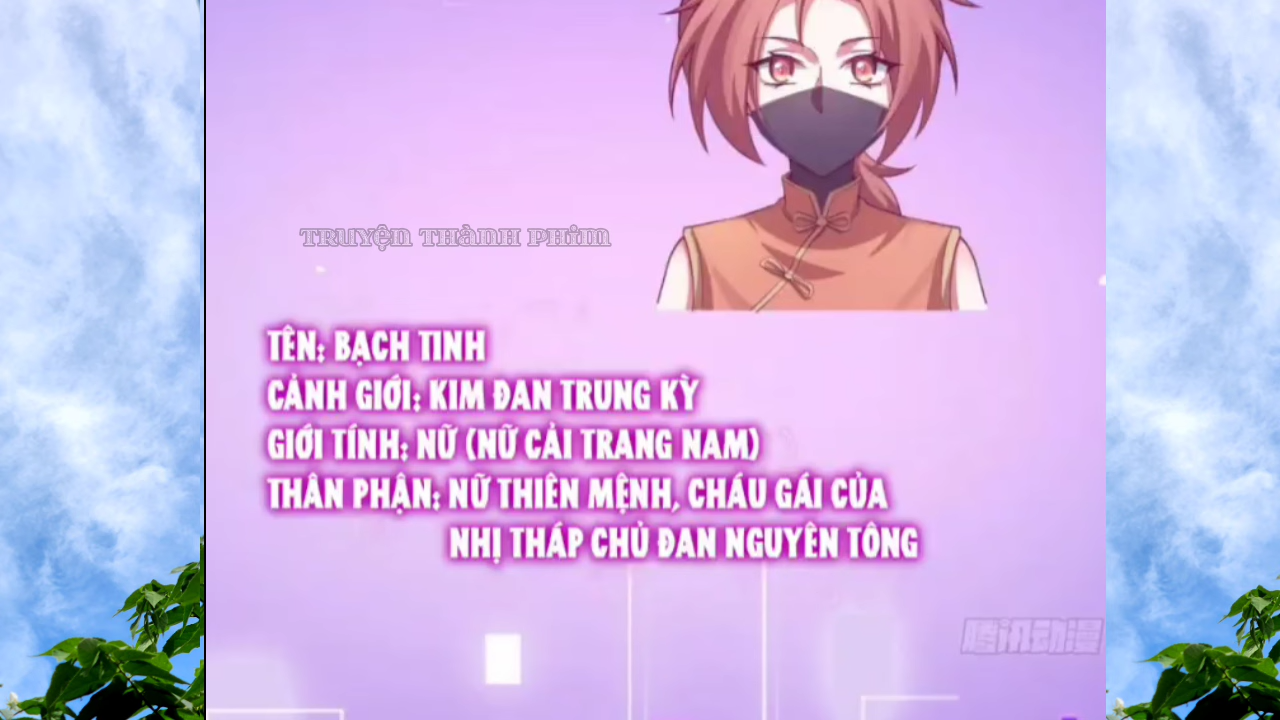 Truyện Thành Phim
TÊN: BẠCH TINH
CẢNH GIỚI: KIM ĐAN TRUNG KỲ
GIỚI TÍNH: NỮ (NỮ CẢI TRANG NAM)
THÂN PHẬN: NỮ THIÊN MỆNH, CHÁU GÁI CỦA
NHỊ THÁP CHỦ ĐAN NGUYÊN TÔNG
腾讯动漫